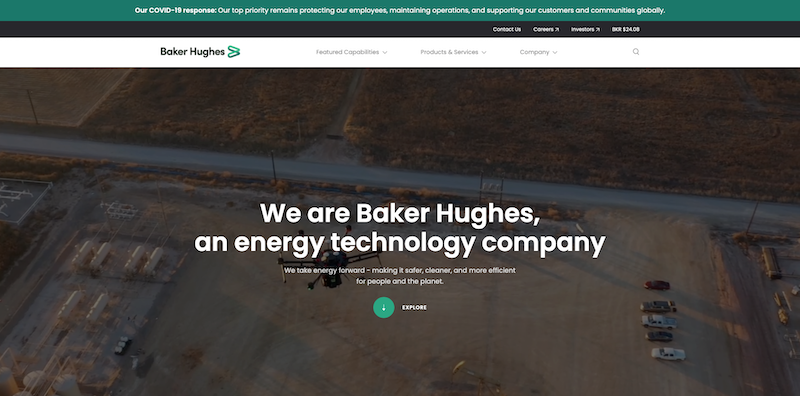 Our COVID-19 response: Our top priority remains protecting our employees, maintaining operations, and supporting our customers and communities globally.
Contact Us Careers Investors BKR $24.08
Baker Hughes Featured Capabilities Products & Services Company
We are Baker Hughes,
an energy technology company
We take energy forward – making it safer, cleaner, and more efficient
for people and the planet.
EXPLORE